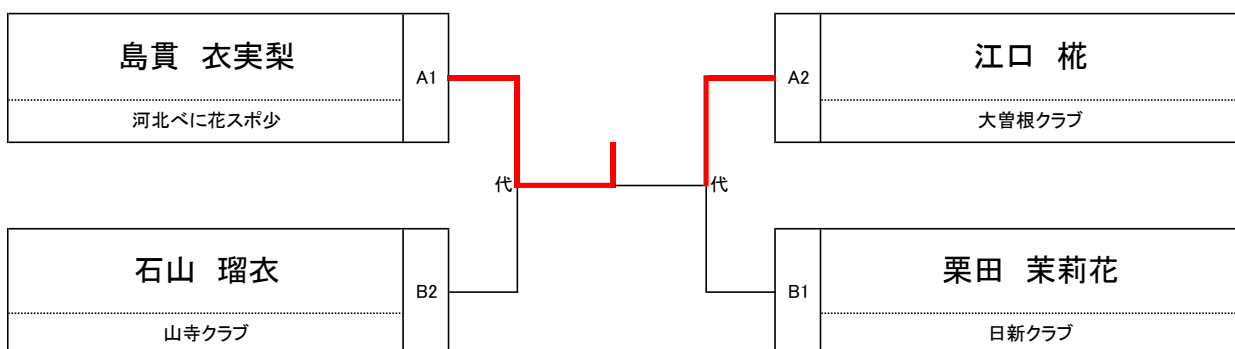 島貫　衣実梨
A1
河北べに花スポ少
江口　椛
A2
大曽根クラブ
代
代
石山　瑠衣
B2
山寺クラブ
栗田　茉莉花
B1
日新クラブ